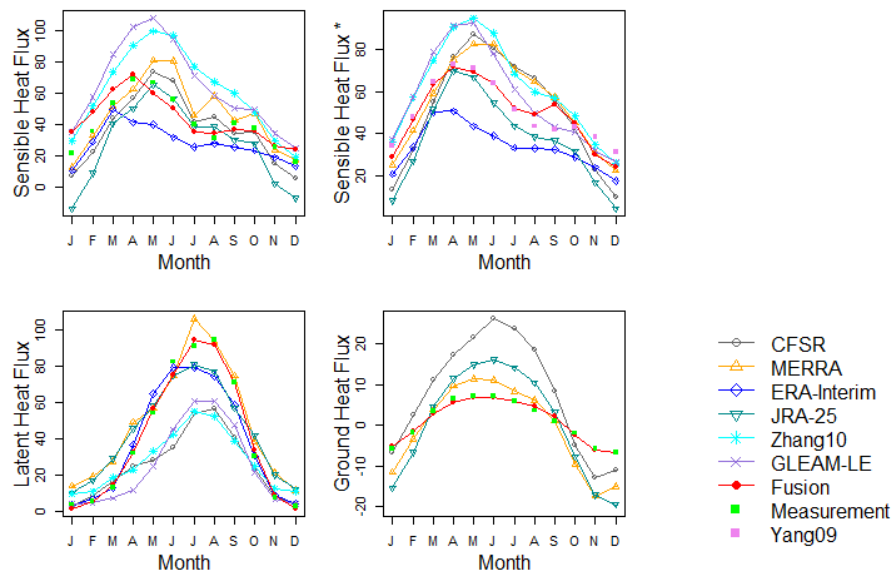 Sensible Heat Flux
0 20 40 60 80 100
J F M A M J J A S O N D
Month
Sensible Heat Flux *
20 40 60 80
J F M A M J J A S O N D
Month
Latent Heat Flux
0 20 40 60 80 100
J F M A M J J A S O N D
Month
Ground Heat Flux
-20 -10 0 10 20
J F M A M J J A S O N D
Month
CFSR
MERRA
ERA-Interim
JRA-25
Zhang10
GLEAM-LE
Fusion
Measurement
Yang09